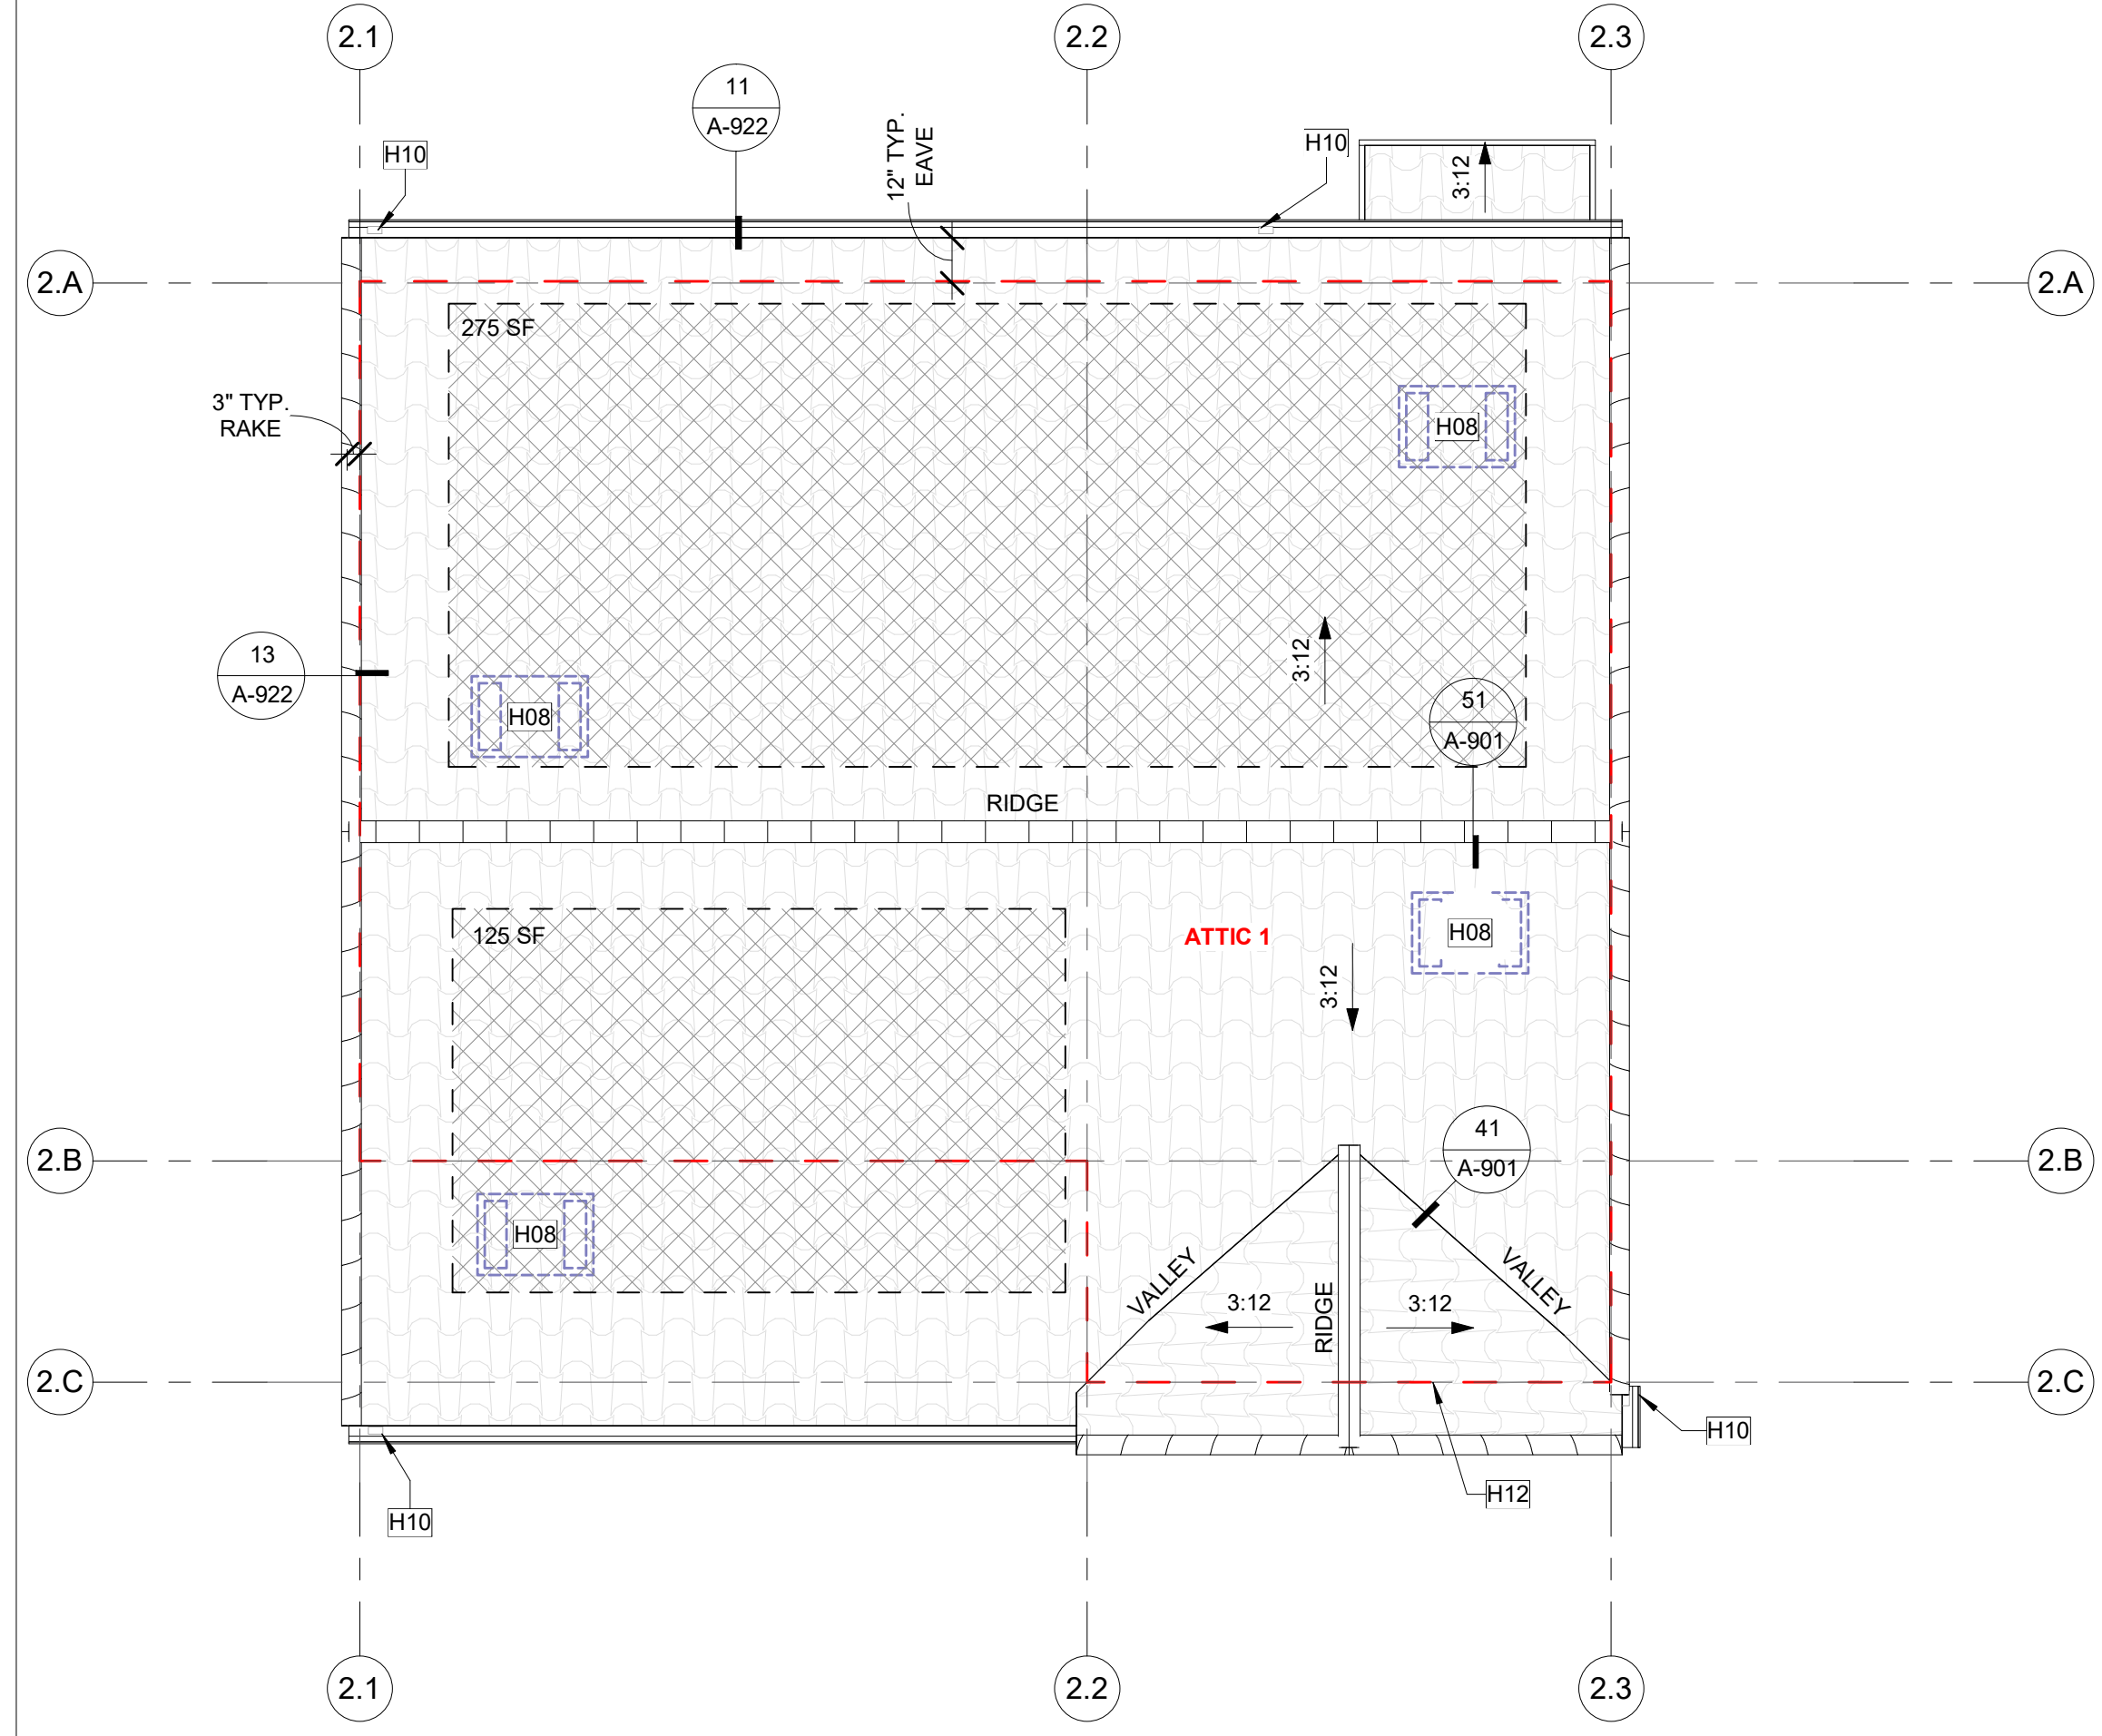 2.1
2.2
2.3
11
A-922
12" TYP.
EAVE
H10
H10
3:12
2.A
2.A
275 SF
3" TYP.
RAKE
H08
3:12
13
A-922
H08
51
A-901
RIDGE
125 SF
ATTIC 1
H08
3:12
41
A-901
2.B
2.B
H08
VALLEY
3:12
RIDGE
3:12
VALLEY
2.C
2.C
H10
H12
H10
2.1
2.2
2.3